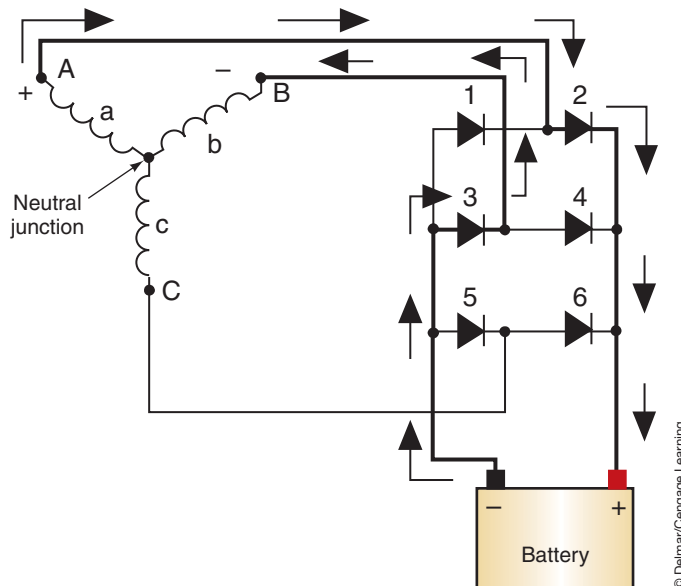 A
+
a
−
B
b
Neutral
junction
c
C
1
2
3
4
5
6
−
+
Battery
© Delmar/Cengage Learning